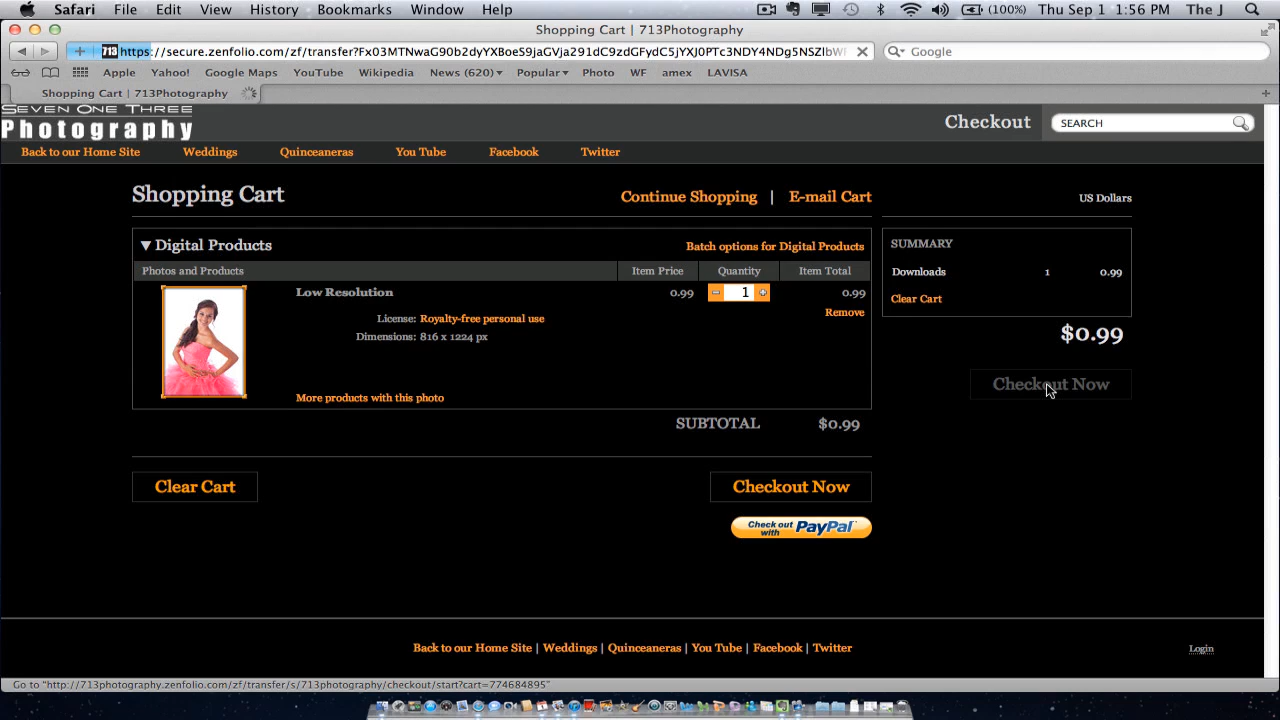 Safari File Edit View History Bookmarks Window Help (100%) Thu Sep 1 1:56 PM The J
Shopping Cart | 713Photography
713 https://secure.zenfolio.com/zf/transfer? Google
Apple Yahoo! Google Maps YouTube Wikipedia News (620) Popular Photo WF amex LAVISA
Shopping Cart | 713Photography
SEVEN ONE THREE
Photography
Checkout SEARCH
Back to our Home Site Weddings Quinceaneras You Tube Facebook Twitter
Shopping Cart Continue Shopping | E-mail Cart US Dollars
Digital Products Batch options for Digital Products SUMMARY
Photos and Products Item Price Quantity Item Total Downloads 1 0.99
Low Resolution 0.99 1 0.99 Clear Cart
License: Royalty-free personal use Remove
Dimensions: 816 x 1224 px $0.99
Checkout Now
More products with this photo
SUBTOTAL $0.99
Clear Cart Checkout Now
Check out with PayPal
Back to our Home Site | Weddings | Quinceaneras | You Tube | Facebook | Twitter Login
Go to "http://713photography.zenfolio.com/zf/transfer/s/713photography/checkout/start?cart=774684895"